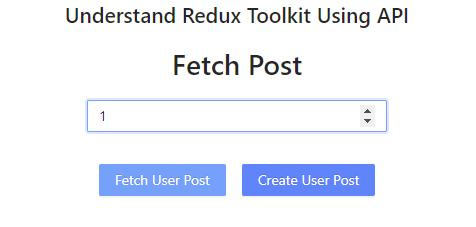 Understand Redux Toolkit Using API
Fetch Post
1
Fetch User Post Create User Post